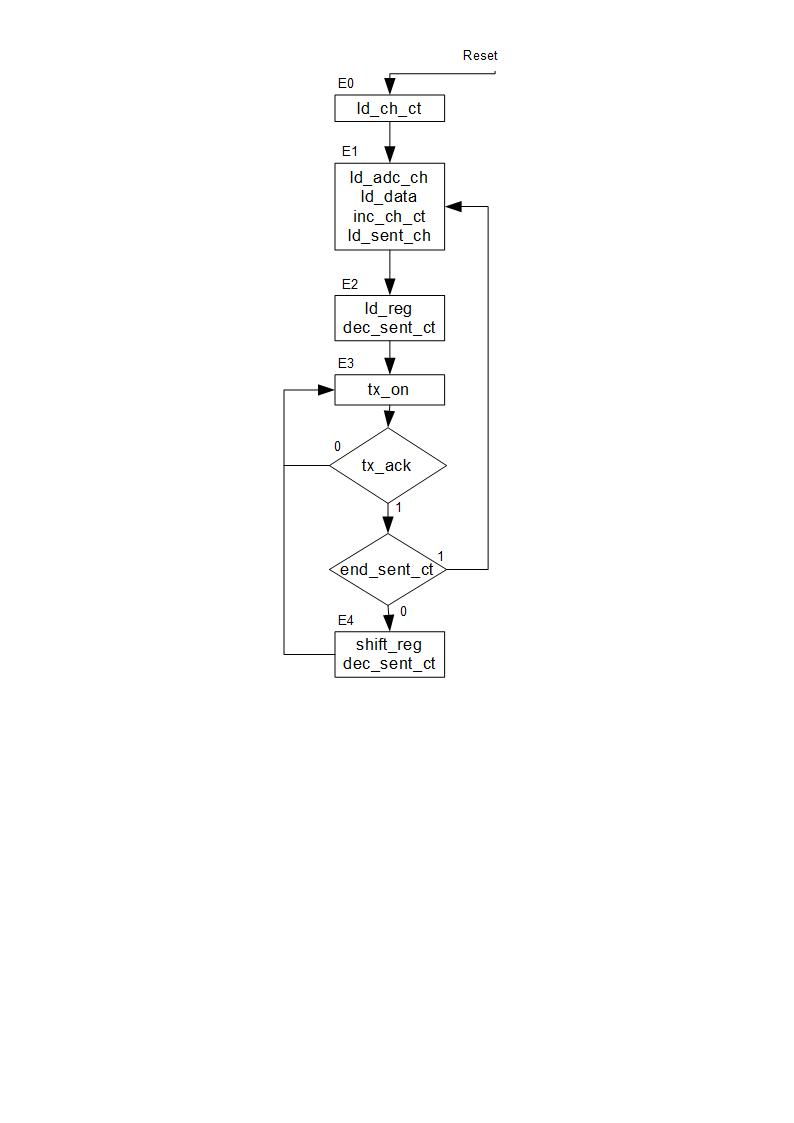 Reset
E0
ld_ch_ct
E1
ld_adc_ch
ld_data
inc_ch_ct
ld_sent_ch
E2
ld_reg
dec_sent_ct
E3
tx_on
0
tx_ack
1
end_sent_ct
1
0
E4
shift_reg
dec_sent_ct